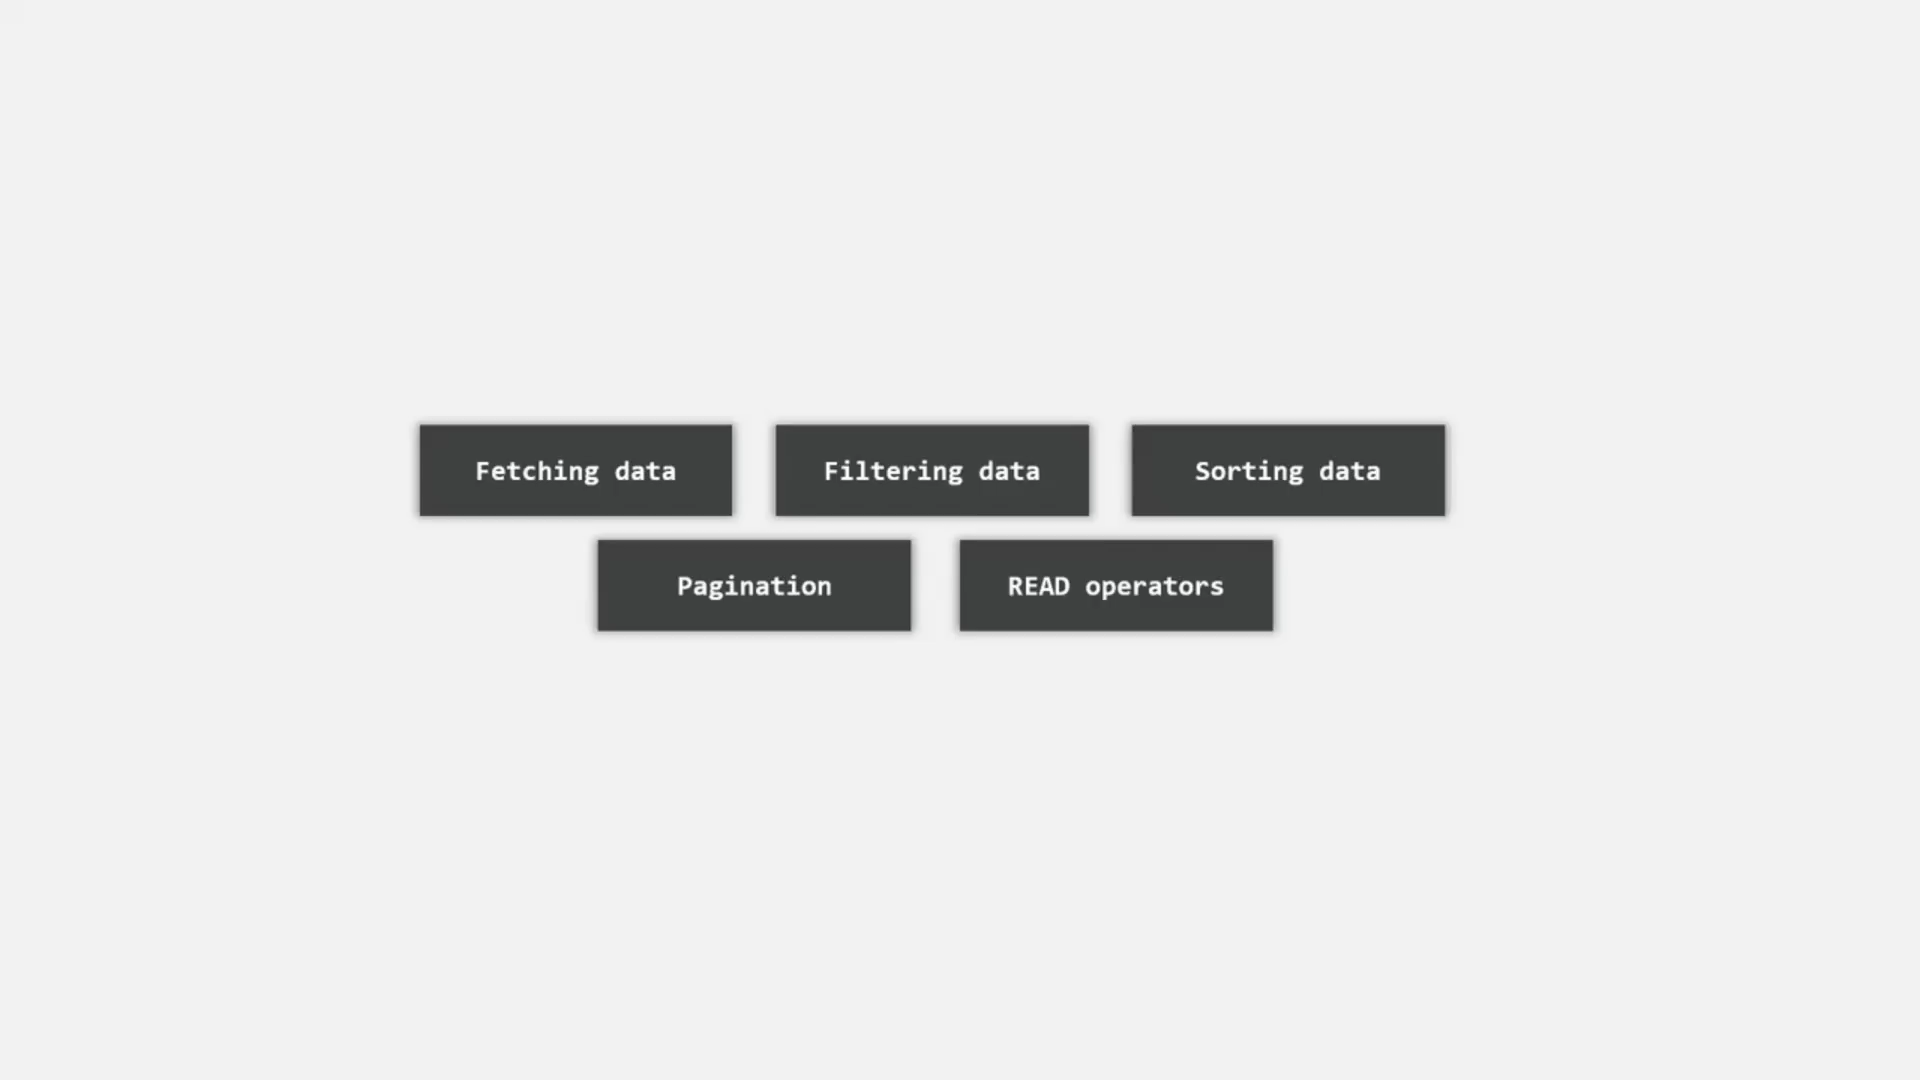 Fetching data
Filtering data
Sorting data
Pagination
READ operators